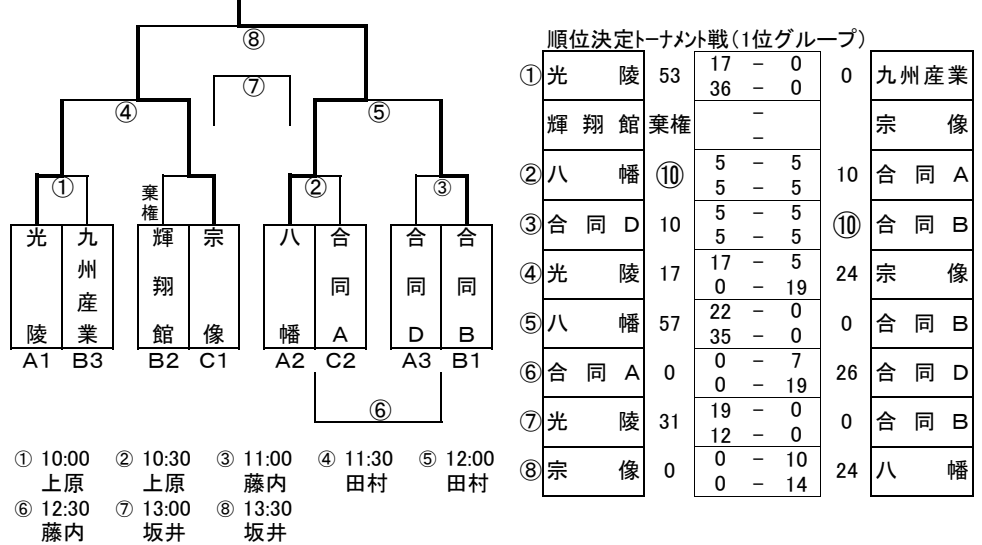 ⑧
⑦
④
⑤
①
棄権
②
③
光陵
九州産業
輝翔館
宗像
八幡
合同A
合同D
合同B
A1 B3 B2 C1 A2 C2 A3 B1
⑥
① 10:00 ② 10:30 ③ 11:00 ④ 11:30 ⑤ 12:00
上原 上原 藤内 田村 田村
⑥ 12:30 ⑦ 13:00 ⑧ 13:30
藤内 坂井 坂井
順位決定トーナメント戦(1位グループ)
① 光陵 53 17 - 0 0 九州産業
36 - 0
輝翔館 棄権 - 宗像
-
② 八幡 ⑩ 5 - 5 10 合同A
5 - 5
③ 合同D 10 5 - 5 ⑩ 合同B
5 - 5
④ 光陵 17 17 - 5 24 宗像
0 - 19
⑤ 八幡 57 22 - 0 0 合同B
35 - 0
⑥ 合同A 0 0 - 7 26 合同D
0 - 19
⑦ 光陵 31 19 - 0 0 合同B
12 - 0
⑧ 宗像 0 0 - 10 24 八幡
0 - 14